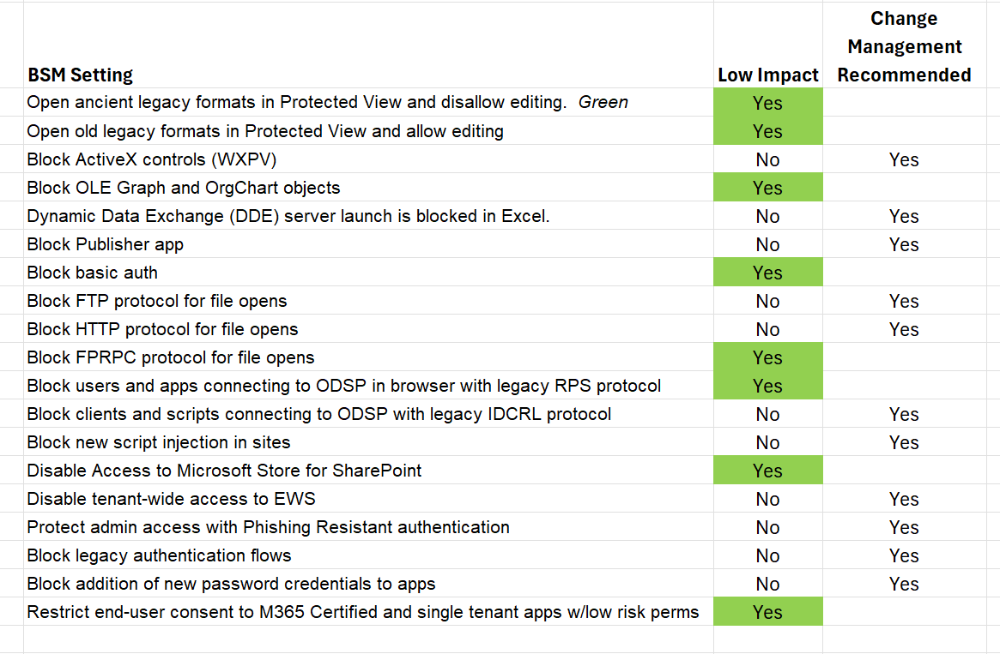 Change
Management
BSM Setting Low Impact Recommended
Open ancient legacy formats in Protected View and disallow editing. Green Yes
Open old legacy formats in Protected View and allow editing Yes
Block ActiveX controls (WXPV) No Yes
Block OLE Graph and OrgChart objects Yes
Dynamic Data Exchange (DDE) server launch is blocked in Excel. No Yes
Block Publisher app No Yes
Block basic auth Yes
Block FTP protocol for file opens No Yes
Block HTTP protocol for file opens No Yes
Block FPRPC protocol for file opens Yes
Block users and apps connecting to ODSP in browser with legacy RPS protocol Yes
Block clients and scripts connecting to ODSP with legacy IDCRL protocol No Yes
Block new script injection in sites No Yes
Disable Access to Microsoft Store for SharePoint Yes
Disable tenant-wide access to EWS No Yes
Protect admin access with Phishing Resistant authentication No Yes
Block legacy authentication flows No Yes
Block addition of new password credentials to apps No Yes
Restrict end-user consent to M365 Certified and single tenant apps w/low risk perms Yes